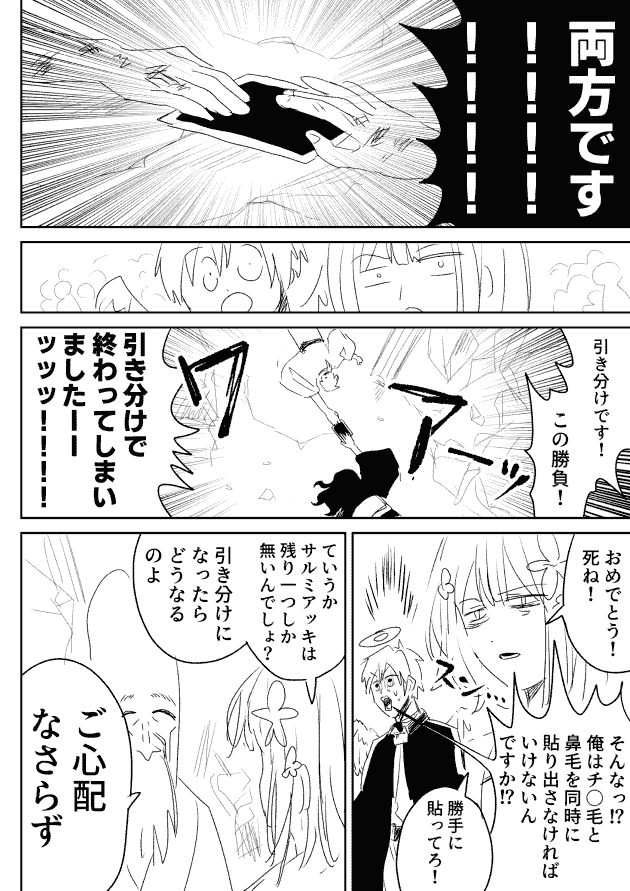 両方です
！！！！
！！！！
引き分けです！
この勝負！
ワァーッ
引き分けで
終わってしまい
ましたーー
ッッッ！！！！
おめでとう！
死ね！
スン…
そんなっ!?
俺はチ〇毛と
鼻毛を同時に
貼り出さなければ
いけないん
ですか!?
勝手に
貼ってろ！
ていうか
サルミアッキは
残り一つしか
無いんでしょ？
引き分けに
なったら
どうなる
のよ
ご心配
なさらず